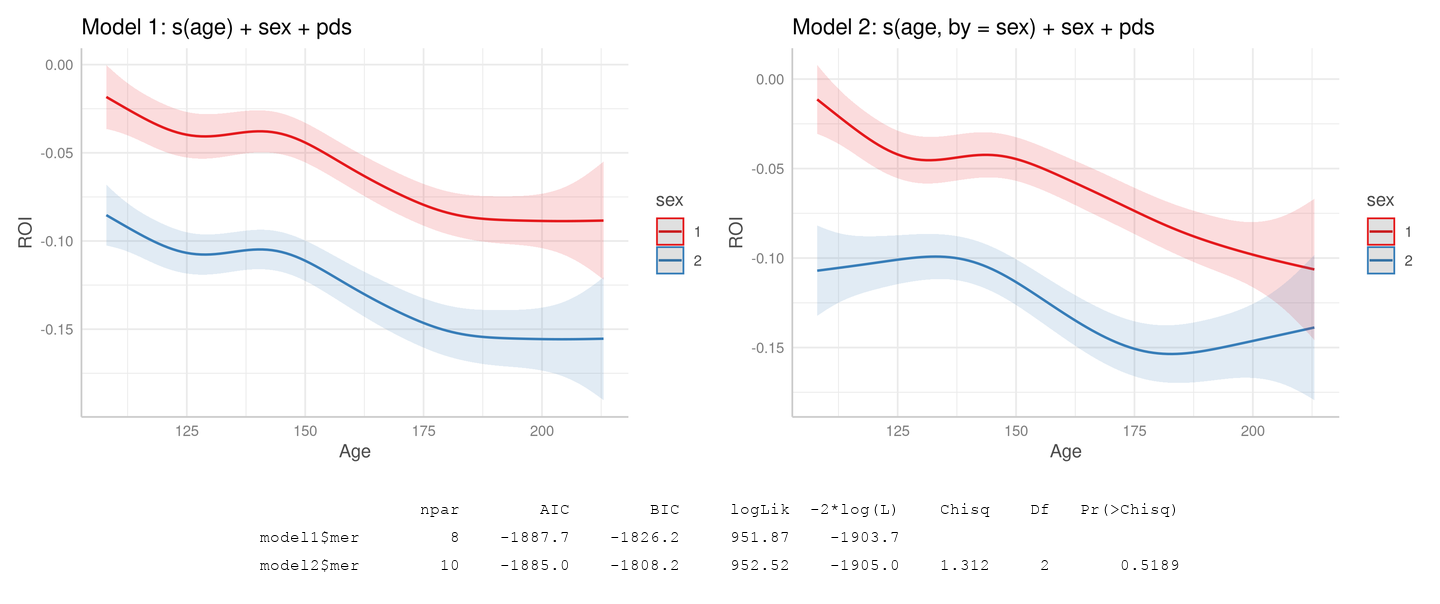 Model 1: s(age) + sex + pds
0.00
-0.05
-0.10
-0.15
ROI
125 150 175 200
Age
sex
1
2
Model 2: s(age, by = sex) + sex + pds
0.00
-0.05
-0.10
-0.15
ROI
125 150 175 200
Age
sex
1
2
npar AIC BIC logLik -2*log(L) Chisq Df Pr(>Chisq)
model1$mer 8 -1887.7 -1826.2 951.87 -1903.7
model2$mer 10 -1885.0 -1808.2 952.52 -1905.0 1.312 2 0.5189